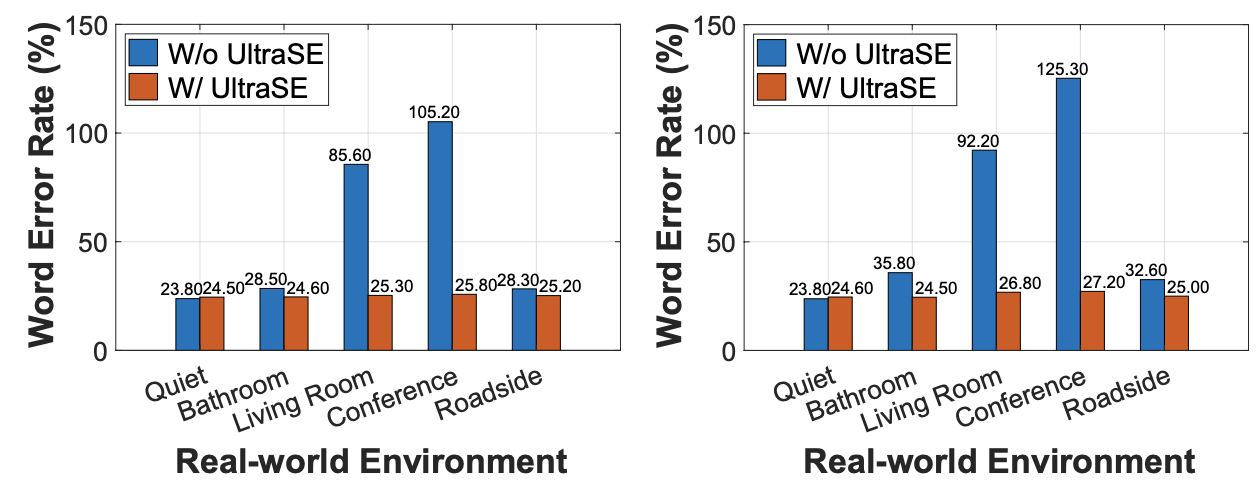 Word Error Rate (%)
150
100
50
0
W/o UltraSE
W/ UltraSE
23.80
24.50
28.50
24.60
85.60
25.30
105.20
25.80
28.30
25.20
Quiet
Bathroom
Living Room
Conference
Roadside
Real-world Environment
Word Error Rate (%)
150
100
50
0
W/o UltraSE
W/ UltraSE
23.80
24.60
35.80
24.50
92.20
26.80
125.30
27.20
32.60
25.00
Quiet
Bathroom
Living Room
Conference
Roadside
Real-world Environment